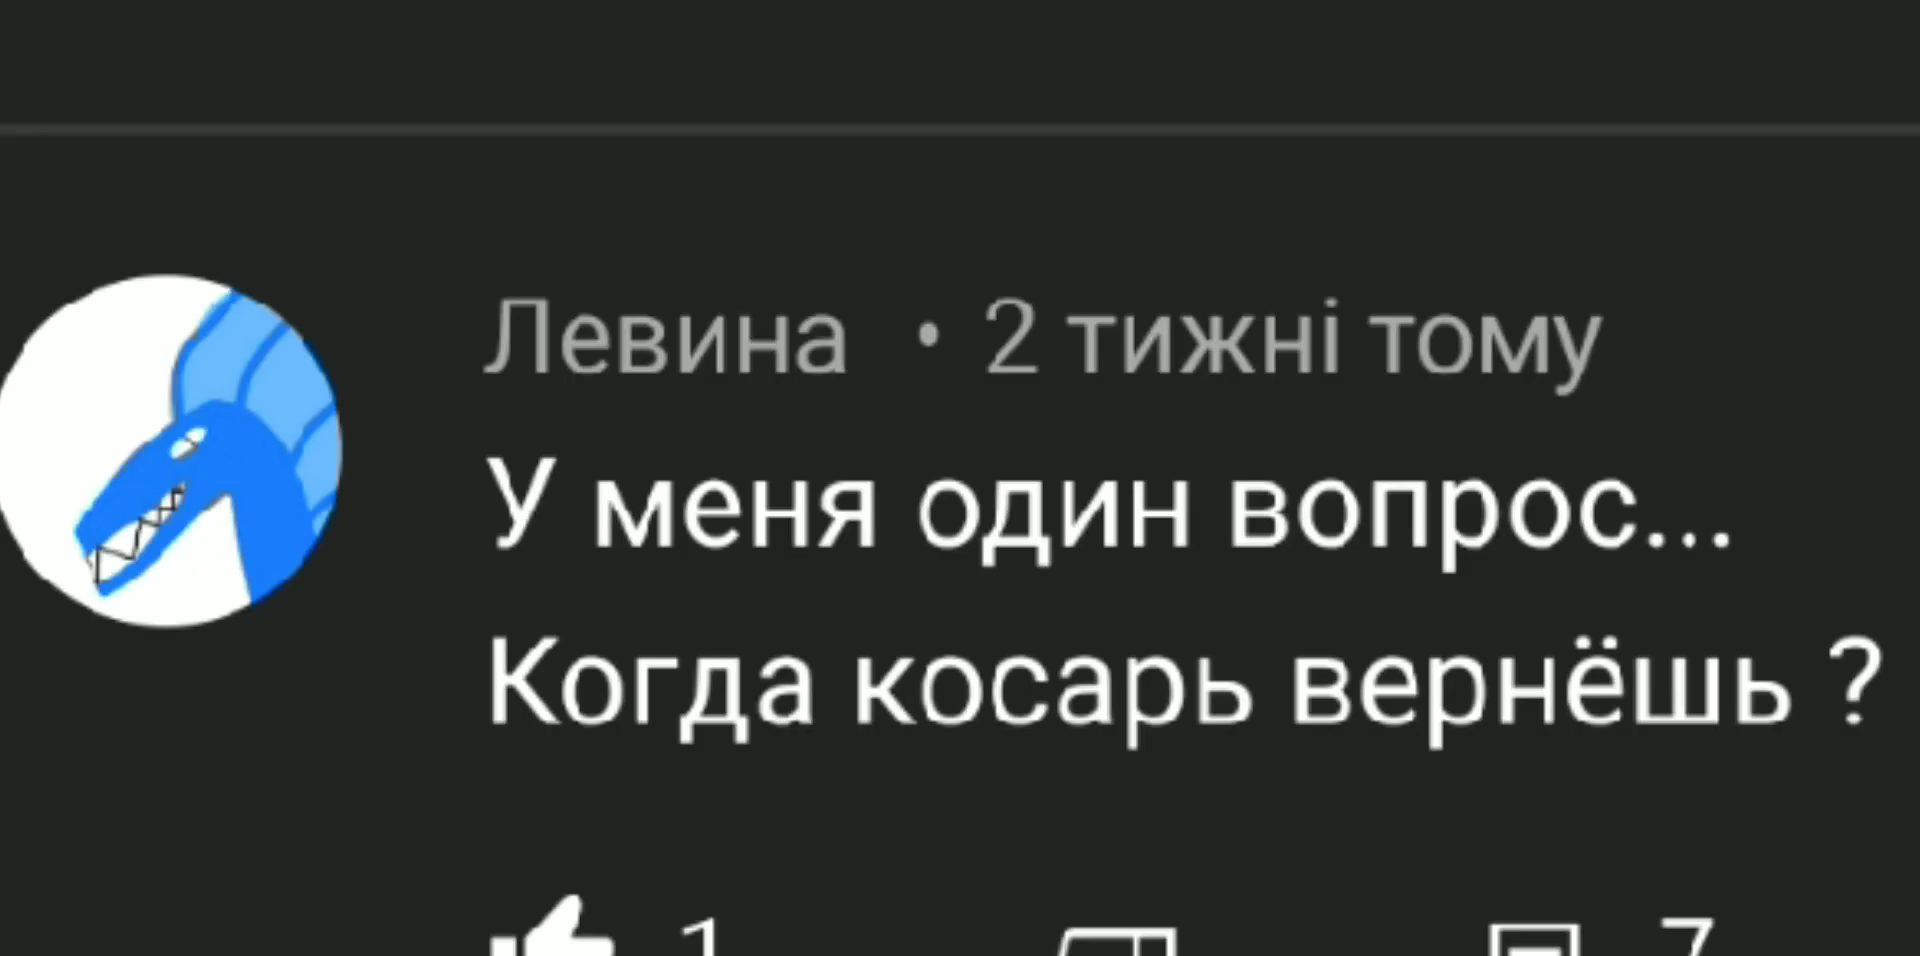 Левина • 2 тижні тому
У меня один вопрос...
Когда косарь вернёшь ?
1 7